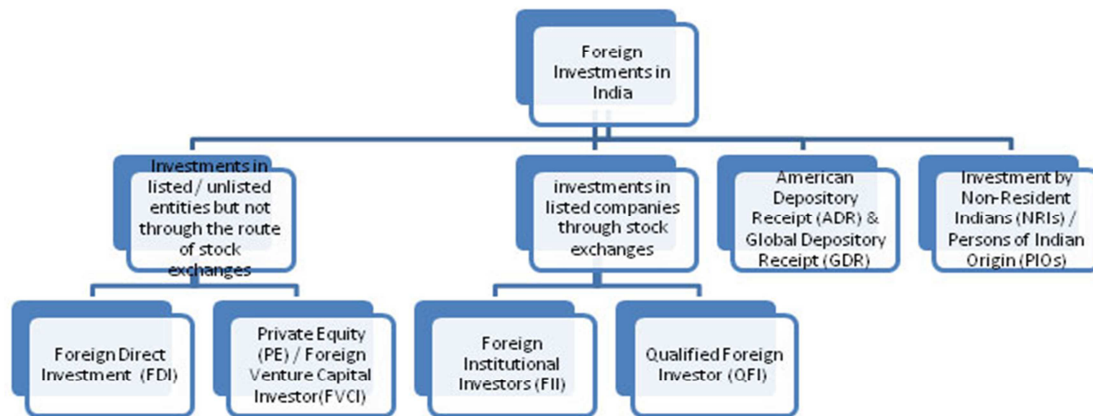 Foreign
Investments in
India
Investments in
listed / unlisted
entities but not
through the route
of stock
exchanges
investments in
listed companies
through stock
exchanges
American
Depository
Receipt (ADR) &
Global Depository
Receipt (GDR)
Investment by
Non-Resident
Indians (NRIs) /
Persons of Indian
Origin (PIOs)
Foreign Direct
Investment (FDI)
Private Equity
(PE) / Foreign
Venture Capital
Investor(FVCI)
Foreign
Institutional
Investors (FII)
Qualified Foreign
Investor (QFI)